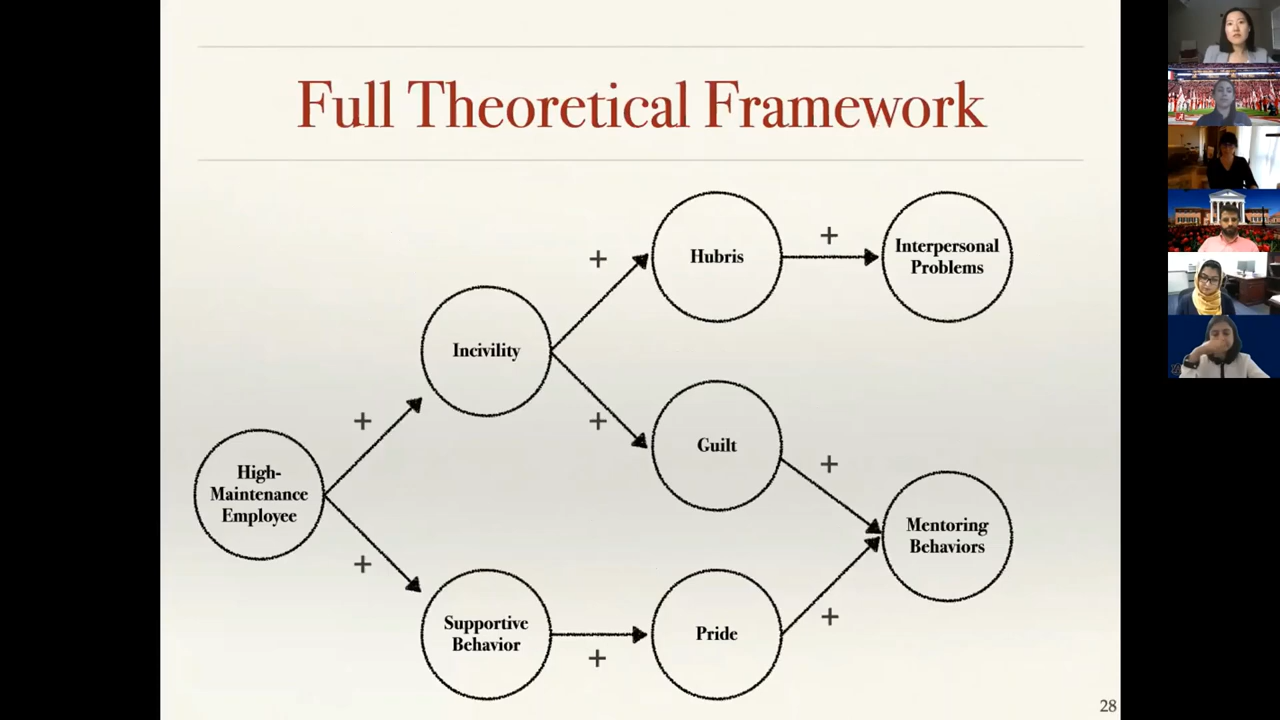 Full Theoretical Framework
+
Hubris
+
Interpersonal
Problems
Incivility
+
+
Guilt
+
High-
Maintenance
Employee
+
Mentoring
Behaviors
+
Supportive
Behavior
+
Pride
+
28
A